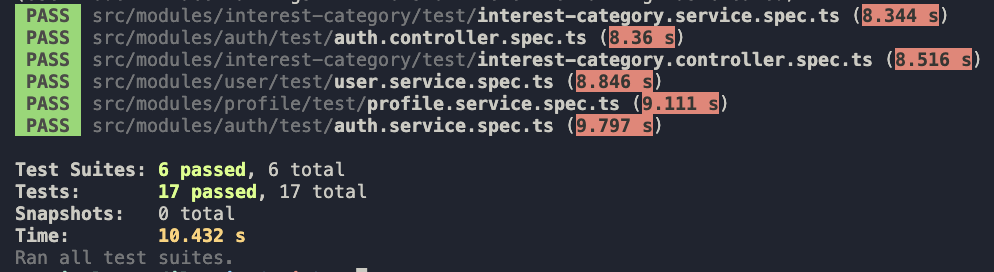 PASS src/modules/interest-category/test/interest-category.service.spec.ts (8.344 s)
PASS src/modules/auth/test/auth.controller.spec.ts (8.36 s)
PASS src/modules/interest-category/test/interest-category.controller.spec.ts (8.516 s)
PASS src/modules/user/test/user.service.spec.ts (8.846 s)
PASS src/modules/profile/test/profile.service.spec.ts (9.111 s)
PASS src/modules/auth/test/auth.service.spec.ts (9.797 s)
Test Suites: 6 passed, 6 total
Tests: 17 passed, 17 total
Snapshots: 0 total
Time: 10.432 s
Ran all test suites.